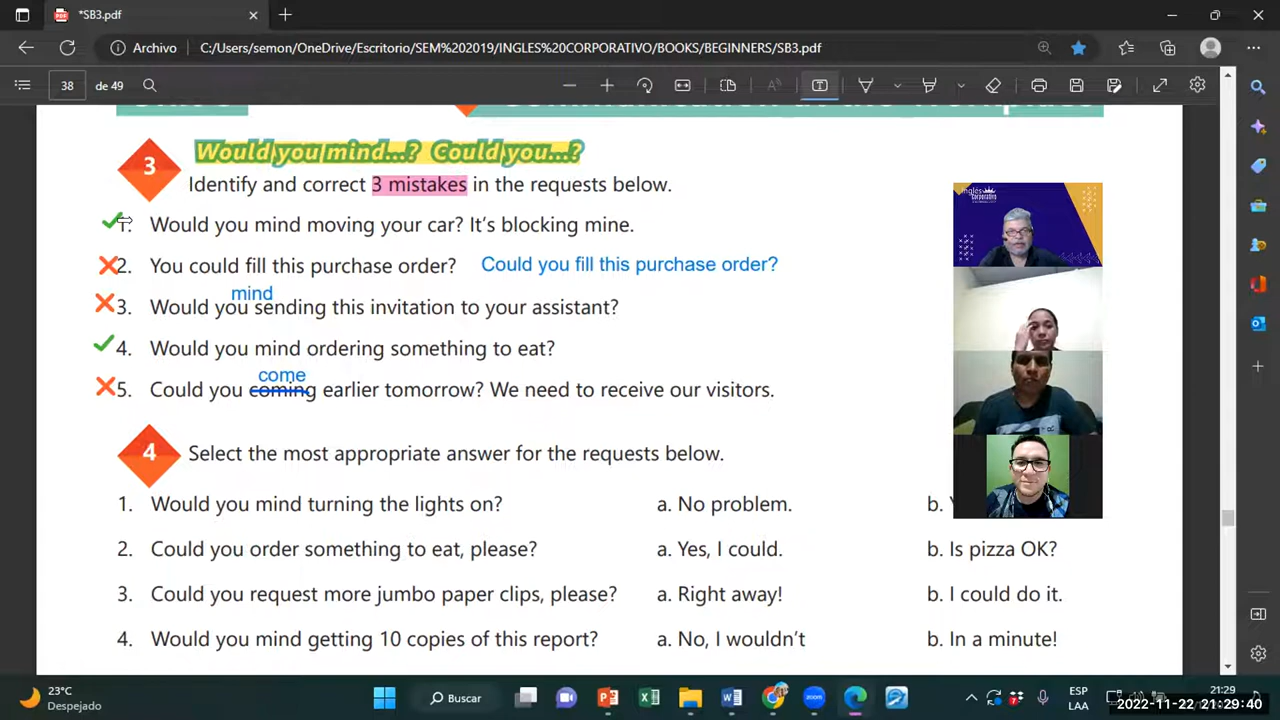 *SB3.pdf
Archivo C:/Users/semon/OneDrive/Escritorio/SEM%202019/INGLES%20CORPORATIVO/BOOKS/BEGINNERS/SB3.pdf
38 de 49
Communication at the Workplace
3 Would you mind...? Could you...?
Identify and correct 3 mistakes in the requests below.
1. Would you mind moving your car? It's blocking mine.
2. You could fill this purchase order? Could you fill this purchase order?
mind
3. Would you sending this invitation to your assistant?
4. Would you mind ordering something to eat?
come
5. Could you coming earlier tomorrow? We need to receive our visitors.
4 Select the most appropriate answer for the requests below.
1. Would you mind turning the lights on? a. No problem. b.
2. Could you order something to eat, please? a. Yes, I could. b. Is pizza OK?
3. Could you request more jumbo paper clips, please? a. Right away! b. I could do it.
4. Would you mind getting 10 copies of this report? a. No, I wouldn't b. In a minute!
inglés
corporativo
23°C
Despejado
Buscar
ESP
LAA
21:29
2022-11-22 21:29:40